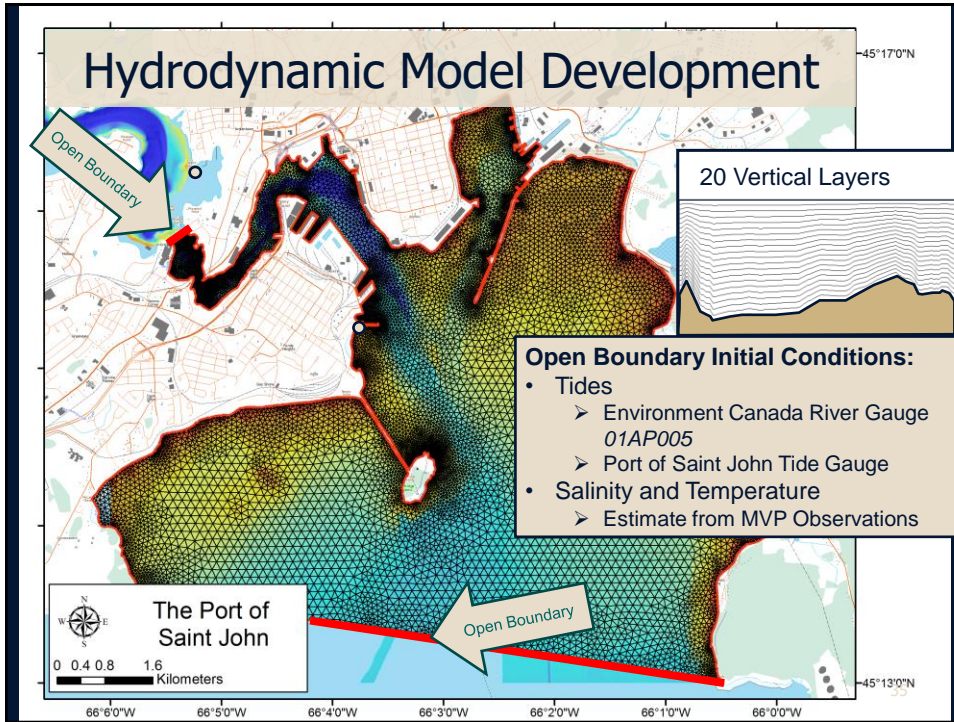 Hydrodynamic Model Development
45°17'0"N
Open Boundary
20 Vertical Layers
Open Boundary Initial Conditions:
• Tides
➢ Environment Canada River Gauge
01AP005
➢ Port of Saint John Tide Gauge
• Salinity and Temperature
➢ Estimate from MVP Observations
Open Boundary
N
W E
S
The Port of
Saint John
0 0.4 0.8 1.6
Kilometers
45°13'0"N
35
66°6'0"W 66°5'0"W 66°4'0"W 66°3'0"W 66°2'0"W 66°1'0"W 66°0'0"W